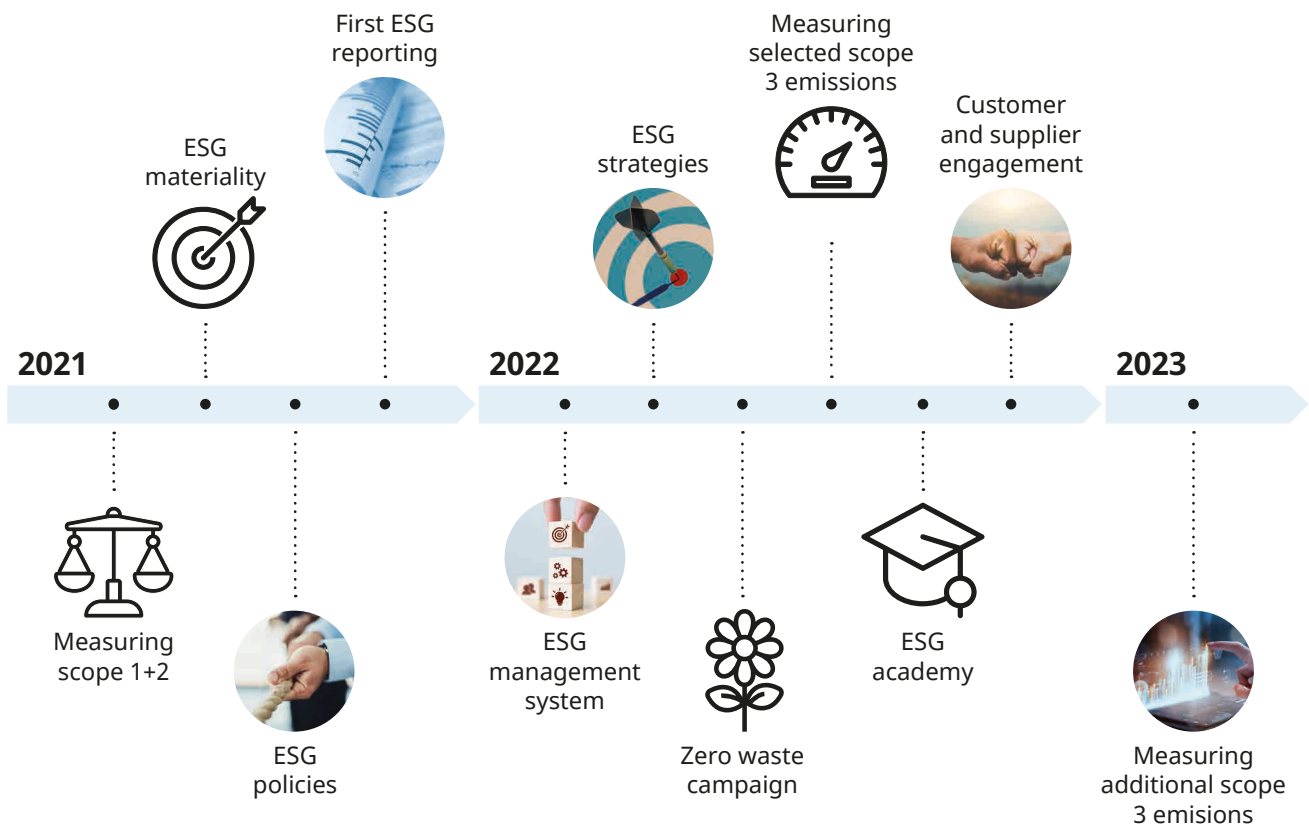 First ESG
reporting
Measuring
selected scope
3 emissions
Customer
and supplier
engagement
ESG
strategies
ESG
materiality
2021
2022
2023
Measuring
scope 1+2
ESG
policies
ESG
management
system
Zero waste
campaign
ESG
academy
Measuring
additional scope
3 emisions